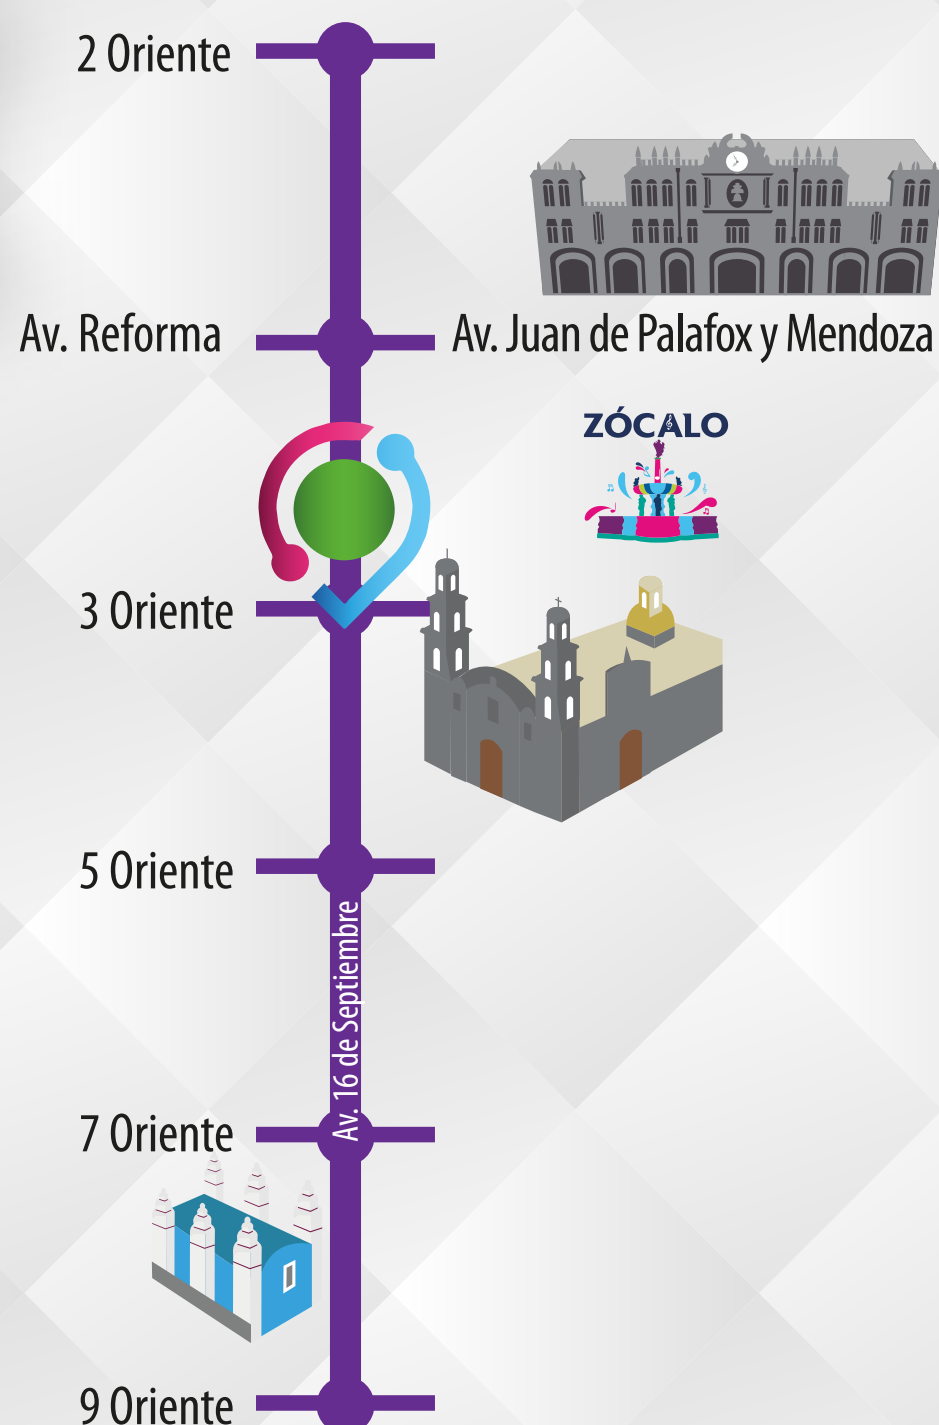 2 Oriente
Av. Reforma
Av. Juan de Palafox y Mendoza
ZÓCALO
3 Oriente
5 Oriente
Av. 16 de Septiembre
7 Oriente
9 Oriente